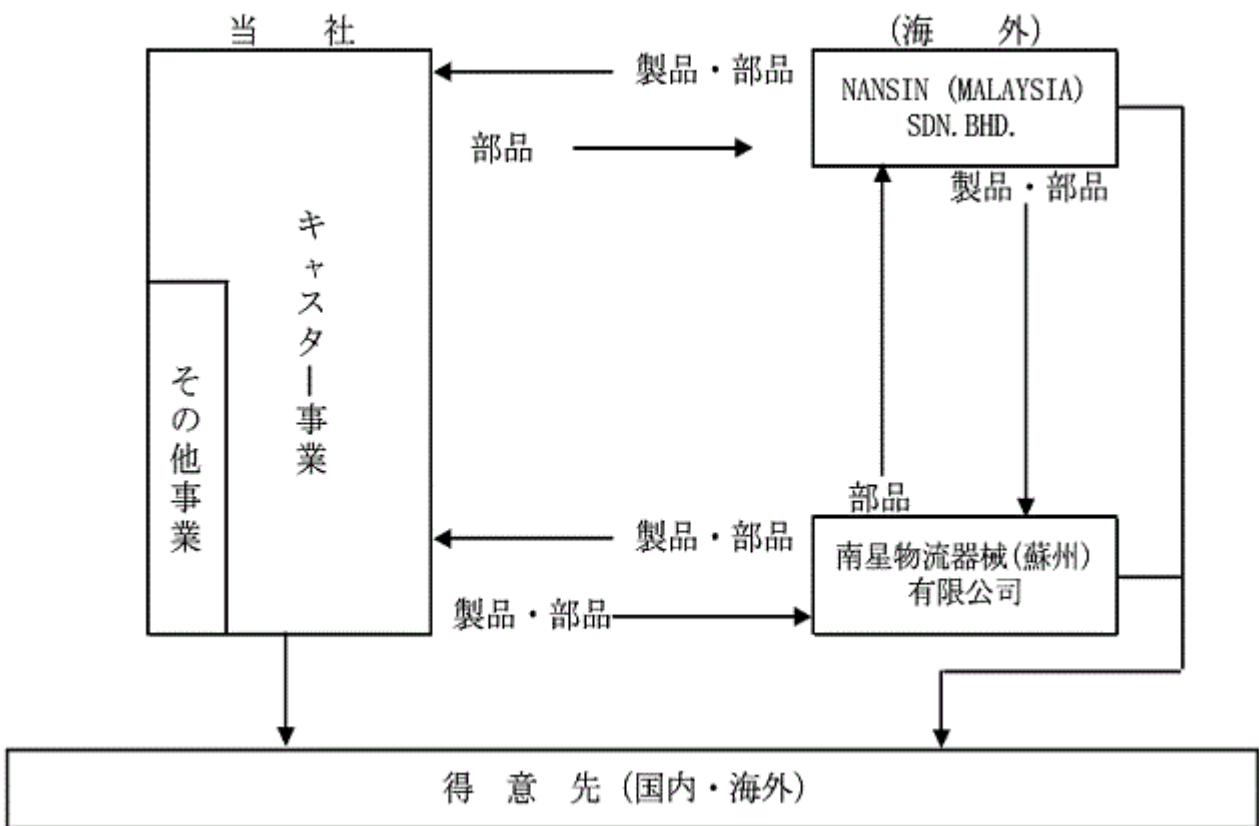 当　社
(海　外)
製品・部品
NANSIN (MALAYSIA)
SDN.BHD.
部品
製品・部品
キャスター事業
その他事業
部品
製品・部品
南星物流器械(蘇州)
有限公司
製品・部品
得　意　先 (国内・海外)